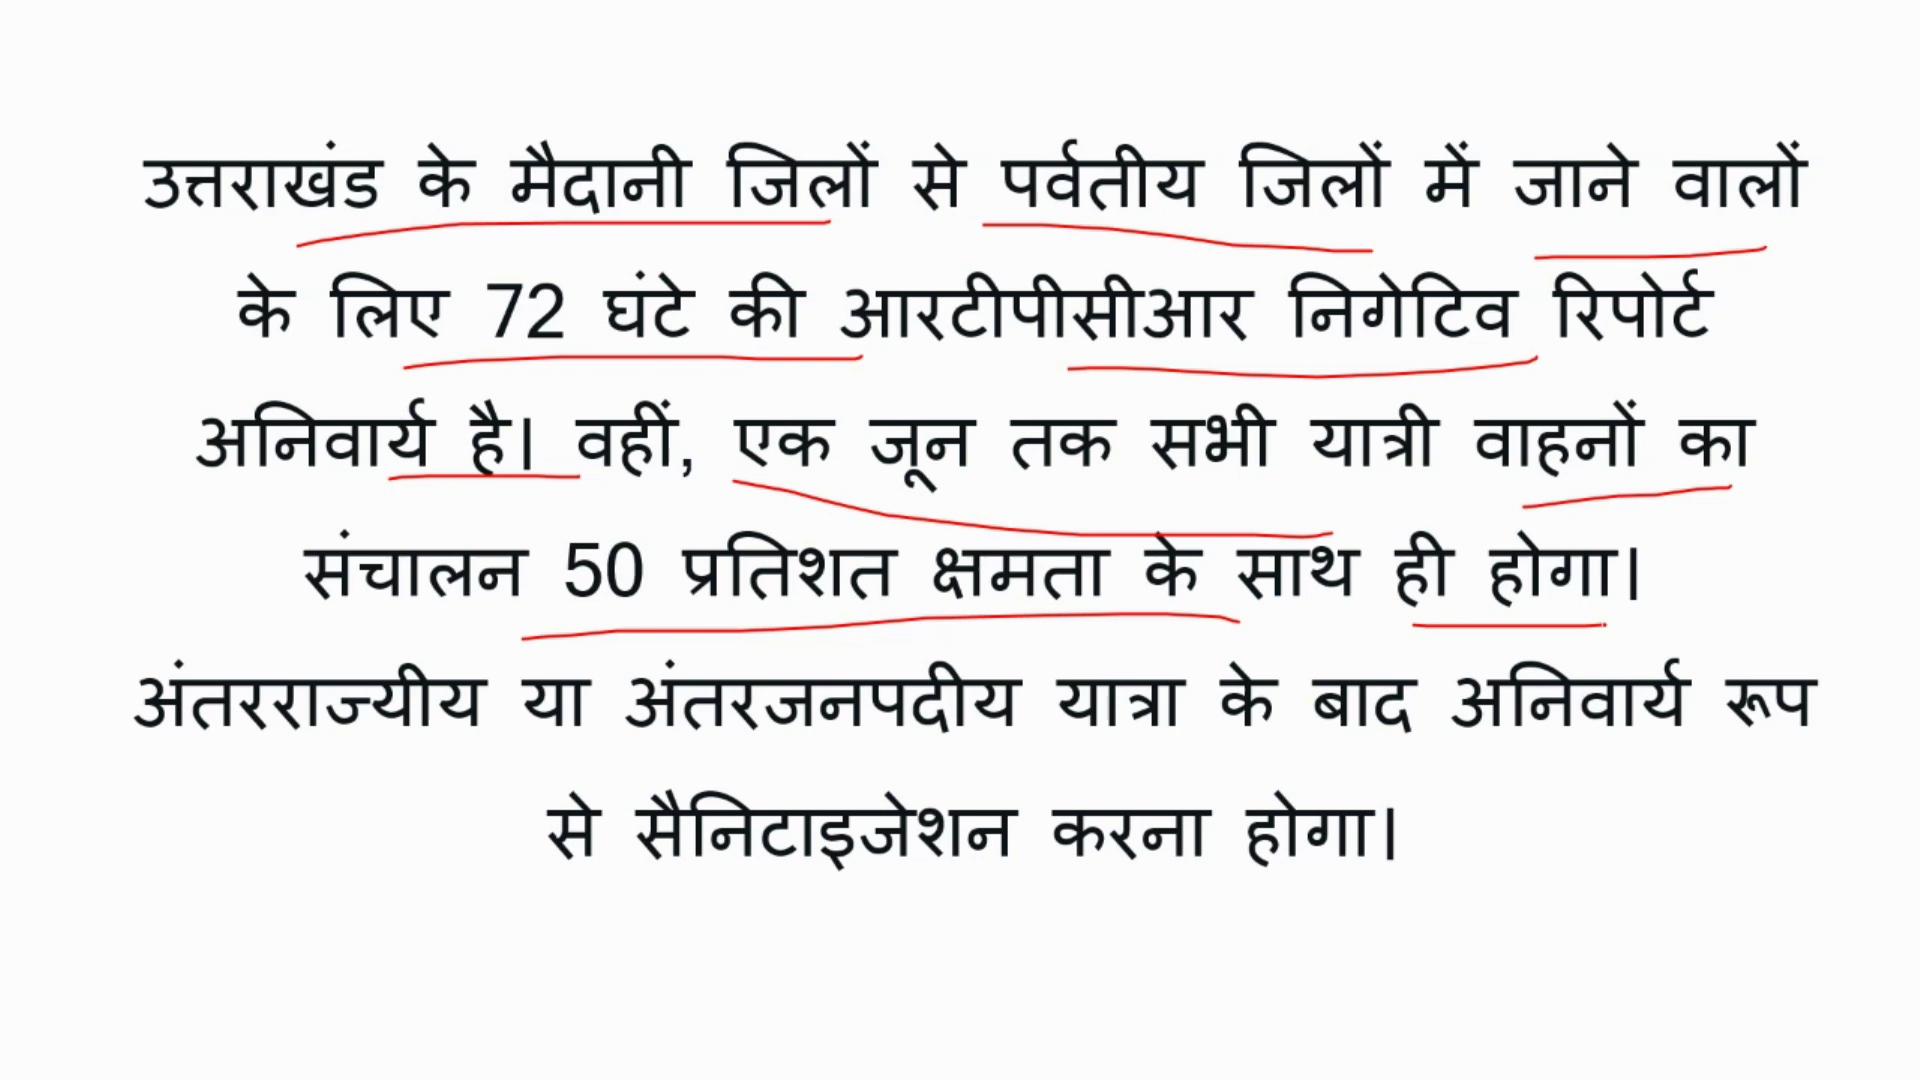 उत्तराखंड के मैदानी जिलों से पर्वतीय जिलों में जाने वालों
के लिए 72 घंटे की आरटीपीसीआर निगेटिव रिपोर्ट
अनिवार्य है। वहीं, एक जून तक सभी यात्री वाहनों का
संचालन 50 प्रतिशत क्षमता के साथ ही होगा।
अंतरराज्यीय या अंतरजनपदीय यात्रा के बाद अनिवार्य रूप
से सैनिटाइजेशन करना होगा।